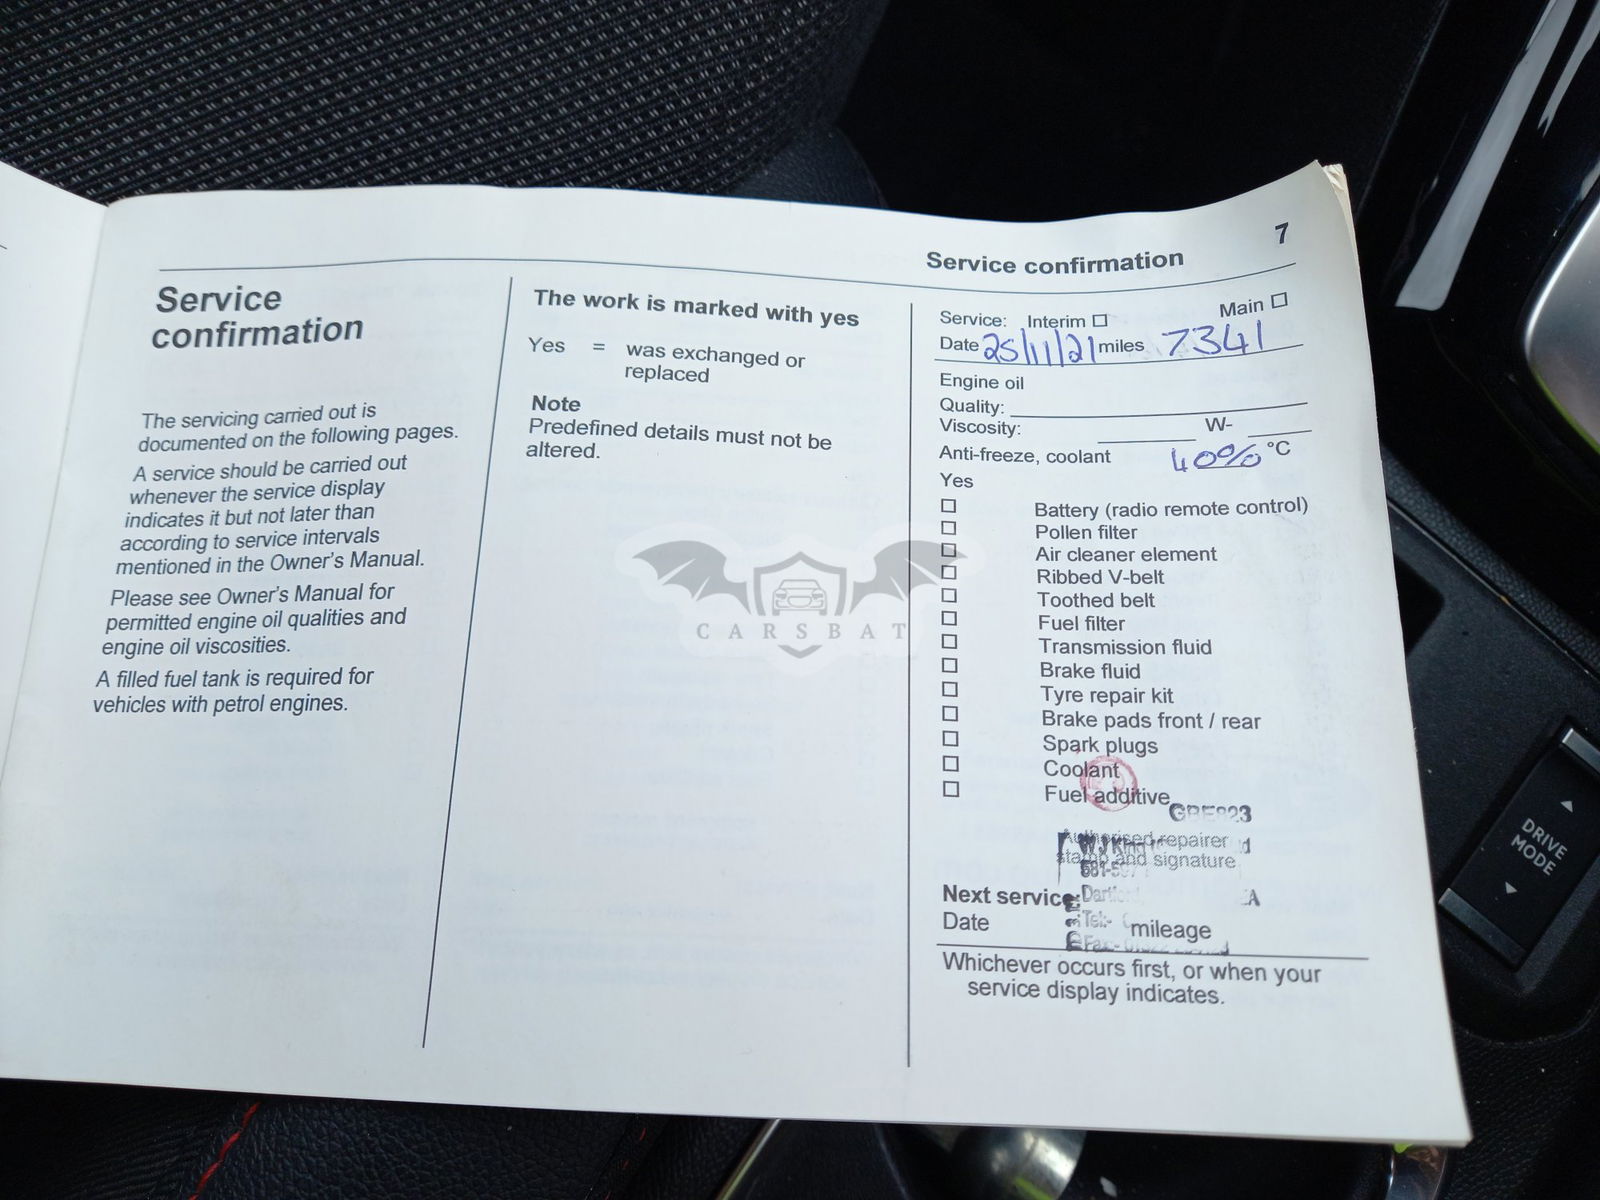 Service confirmation
7
Service
confirmation
The servicing carried out is
documented on the following pages.
A service should be carried out
whenever the service display
indicates it but not later than
according to service intervals
mentioned in the Owner's Manual.
Please see Owner's Manual for
permitted engine oil qualities and
engine oil viscosities.
A filled fuel tank is required for
vehicles with petrol engines.
The work is marked with yes
Yes = was exchanged or
replaced
Note
Predefined details must not be
altered.
Service: Interim Main
Date 25/11/21 miles 7341
Engine oil
Quality:
Viscosity: W-
Anti-freeze, coolant 40% °C
Yes
Battery (radio remote control)
Pollen filter
Air cleaner element
Ribbed V-belt
Toothed belt
Fuel filter
Transmission fluid
Brake fluid
Tyre repair kit
Brake pads front / rear
Spark plugs
Coolant
Fuel additive
Authorised repairer
stamp and signature
Next service
Tel:-
Date mileage
Fax:-
Whichever occurs first, or when your
service display indicates.
CARSBAT
DRIVE
MODE